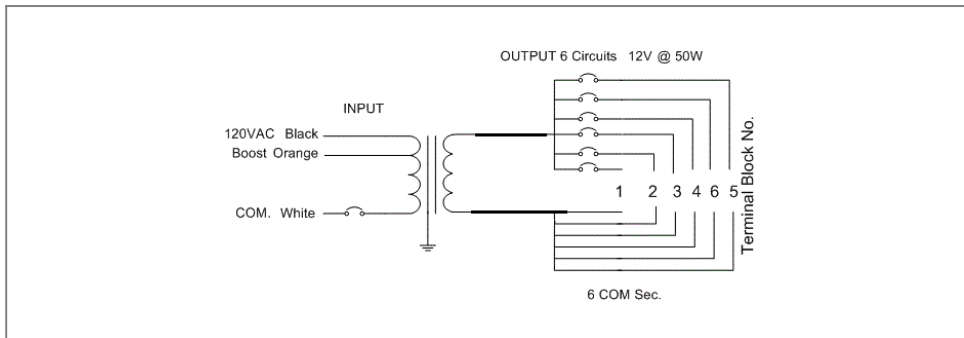 OUTPUT 6 Circuits 12V @ 50W
INPUT
120VAC Black
Boost Orange
COM. White
1 2 3 4 6 5
Terminal Block No.
6 COM Sec.